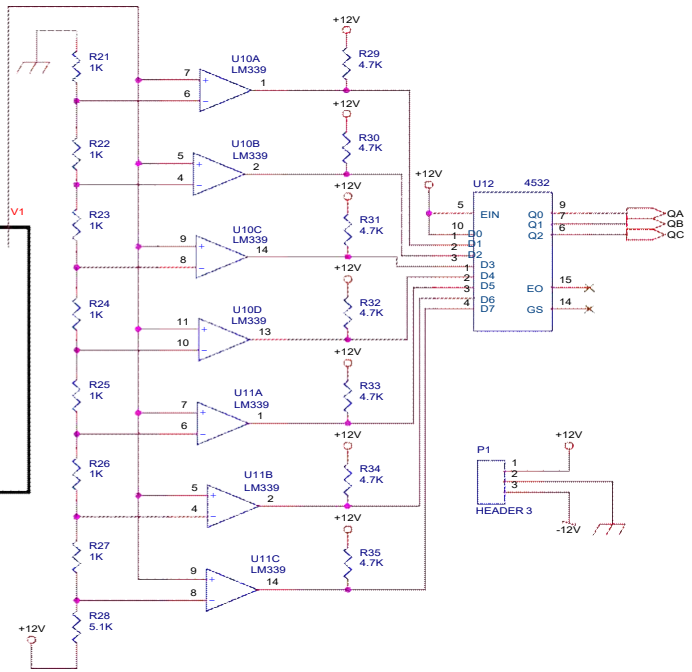 +12V
R21
1K
U10A
LM339
7
+
6
−
1
R29
4.7K
+12V
R22
1K
U10B
LM339
5
+
4
−
2
R30
4.7K
+12V
V1
R23
1K
U10C
LM339
9
+
8
−
14
R31
4.7K
+12V
U12
4532
5
EIN
10
D0
1
D1
2
D2
3
D3
1
D4
2
D5
3
D6
4
D7
Q0
9
Q1
7
Q2
6
QA
QB
QC
EO
15
GS
14
+12V
R24
1K
U10D
LM339
11
+
10
−
13
R32
4.7K
+12V
R25
1K
U11A
LM339
7
+
6
−
1
R33
4.7K
+12V
R26
1K
U11B
LM339
5
+
4
−
2
R34
4.7K
P1
1
2
3
HEADER 3
+12V
-12V
+12V
R27
1K
U11C
LM339
9
+
8
−
14
R35
4.7K
R28
5.1K
+12V